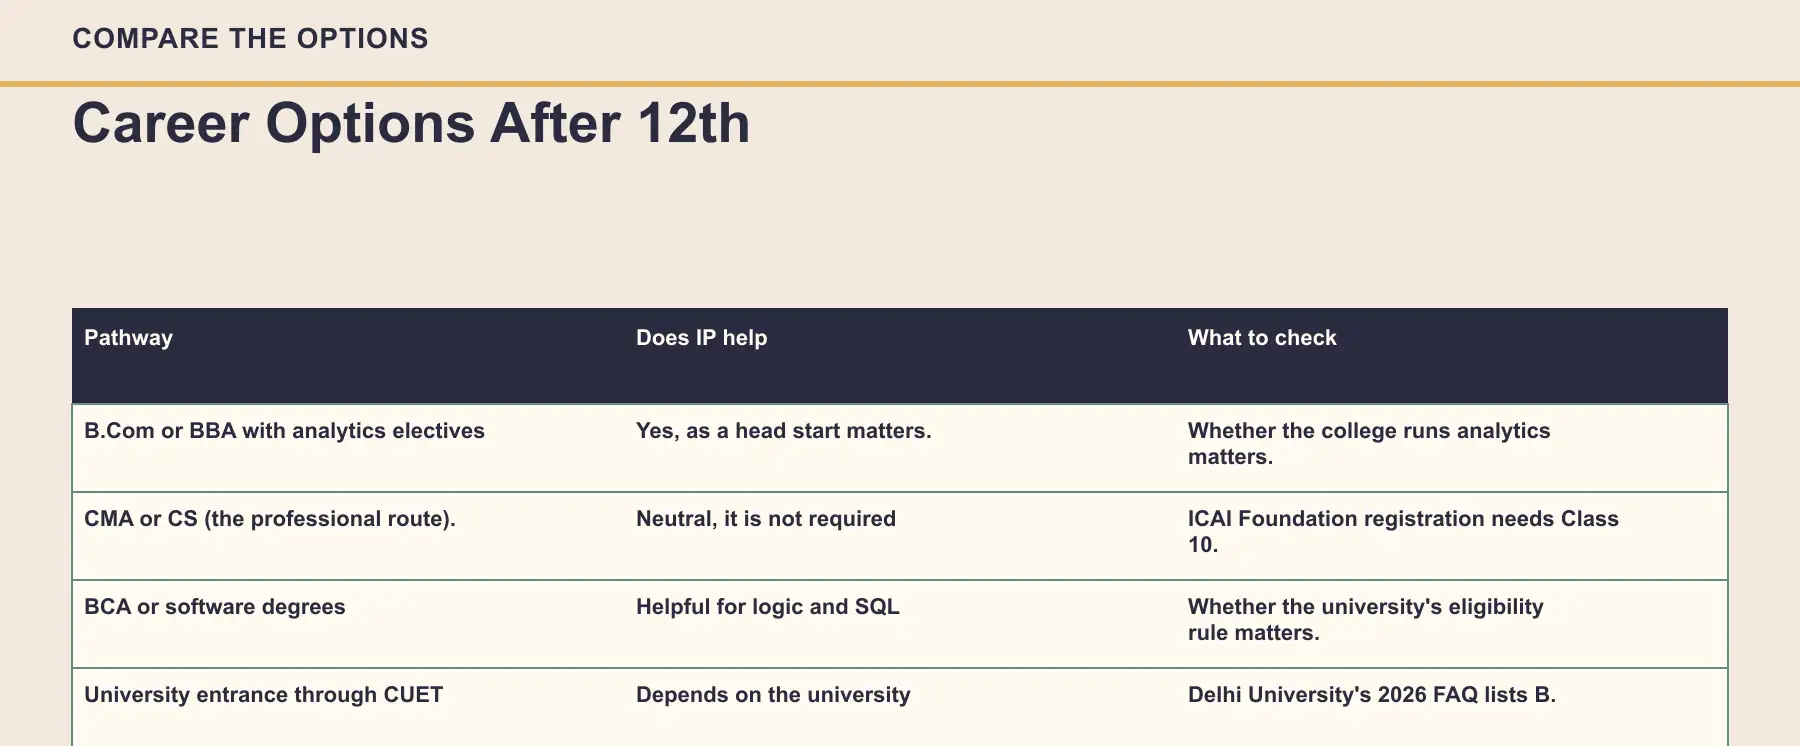 COMPARE THE OPTIONS
Career Options After 12th
Pathway
Does IP help
What to check
B.Com or BBA with analytics electives
Yes, as a head start matters.
Whether the college runs analytics
matters.
CMA or CS (the professional route).
Neutral, it is not required
ICAI Foundation registration needs Class
10.
BCA or software degrees
Helpful for logic and SQL
Whether the university's eligibility
rule matters.
University entrance through CUET
Depends on the university
Delhi University's 2026 FAQ lists B.